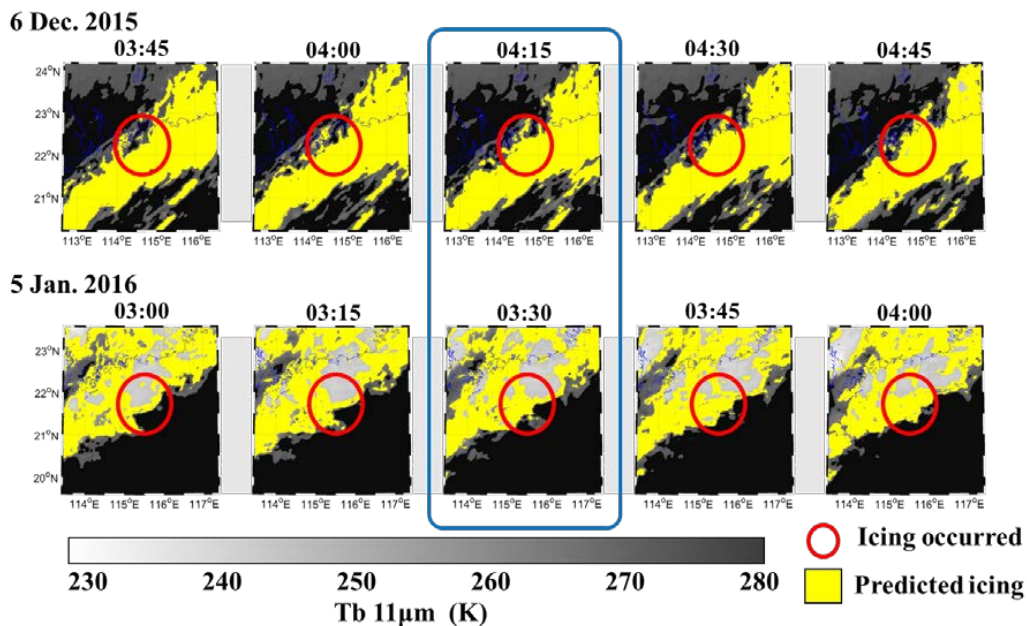 6 Dec. 2015
03:45 04:00 04:15 04:30 04:45
24°N
23°N
22°N
21°N
113°E 114°E 115°E 116°E 113°E 114°E 115°E 116°E 113°E 114°E 115°E 116°E 113°E 114°E 115°E 116°E 113°E 114°E 115°E 116°E
5 Jan. 2016
03:00 03:15 03:30 03:45 04:00
23°N
22°N
21°N
20°N
114°E 115°E 116°E 117°E 114°E 115°E 116°E 117°E 114°E 115°E 116°E 117°E 114°E 115°E 116°E 117°E 114°E 115°E 116°E 117°E
Icing occurred
230 240 250 260 270 280
Predicted icing
Tb 11μm (K)